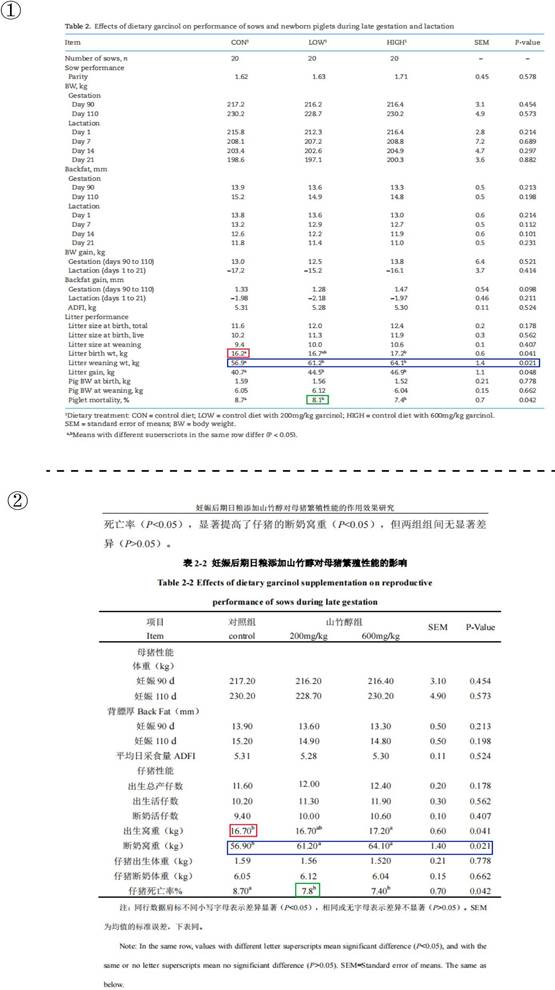 ①
Table 2. Effects of dietary garcinol on performance of sows and newborn piglets during late gestation and lactation
Item CON¹ LOW¹ HIGH¹ SEM P-value
Number of sows, n 20 20 20 – –
Sow performance
Parity 1.62 1.63 1.71 0.45 0.578
BW, kg
Gestation
Day 90 217.2 216.2 216.4 3.1 0.454
Day 110 230.2 228.7 230.2 4.9 0.573
Lactation
Day 1 215.8 212.3 216.4 2.8 0.214
Day 7 208.1 207.2 208.8 7.2 0.689
Day 14 203.4 202.6 204.9 4.7 0.297
Day 21 198.6 197.1 200.3 3.6 0.882
Backfat, mm
Gestation
Day 90 13.9 13.6 13.3 0.5 0.213
Day 110 15.2 14.9 14.8 0.5 0.198
Lactation
Day 1 13.8 13.6 13.0 0.6 0.214
Day 7 13.2 12.9 12.7 0.5 0.112
Day 14 12.6 12.2 11.9 0.6 0.101
Day 21 11.8 11.4 11.0 0.5 0.231
BW gain, kg
Gestation (days 90 to 110) 13.0 12.5 13.8 6.4 0.521
Lactation (days 1 to 21) −17.2 −15.2 −16.1 3.7 0.414
Backfat gain, mm
Gestation (days 90 to 110) 1.33 1.28 1.47 0.54 0.098
Lactation (days 1 to 21) −1.98 −2.18 −1.97 0.46 0.211
ADFI, kg 5.31 5.28 5.30 0.11 0.524
Litter performance
Litter size at birth, total 11.6 12.0 12.4 0.2 0.178
Litter size at birth, live 10.2 11.3 11.9 0.3 0.562
Litter size at weaning 9.4 10.0 10.6 0.1 0.407
Litter birth wt, kg 16.2ᵃ 16.7ᵃᵇ 17.2ᵇ 0.6 0.041
Litter weaning wt, kg 56.9ᵃ 61.2ᵇ 64.1ᵇ 1.4 0.021
Litter gain, kg 40.7ᵃ 44.5ᵇ 46.9ᵇ 1.1 0.048
Pig BW at birth, kg 1.59 1.56 1.52 0.21 0.778
Pig BW at weaning, kg 6.05 6.12 6.04 0.15 0.662
Piglet mortality, % 8.7ᵃ 8.1ᵇ 7.4ᵇ 0.7 0.042
¹Dietary treatment: CON = control diet; LOW = control diet with 200mg/kg garcinol; HIGH = control diet with 600mg/kg garcinol.
SEM = standard error of means; BW = body weight.
ᵃ,ᵇMeans with different superscripts in the same row differ (P < 0.05).
②
妊娠后期日粮添加山竹醇对母猪繁殖性能的作用效果研究
死亡率（P<0.05），显著提高了仔猪的断奶窝重（P<0.05），但两组组间无显著差
异（P>0.05）。
表 2-2 妊娠后期日粮添加山竹醇对母猪繁殖性能的影响
Table 2-2 Effects of dietary garcinol supplementation on reproductive
performance of sows during late gestation
项目 对照组 山竹醇组 SEM P-Value
Item control 200mg/kg 600mg/kg
母猪性能
体重（kg）
妊娠 90 d 217.20 216.20 216.40 3.10 0.454
妊娠 110 d 230.20 228.70 230.20 4.90 0.573
背膘厚 Back Fat（mm）
妊娠 90 d 13.90 13.60 13.30 0.50 0.213
妊娠 110 d 15.20 14.90 14.80 0.50 0.198
平均日采食量 ADFI 5.31 5.28 5.30 0.11 0.524
仔猪性能
出生总产仔数 11.60 12.00 12.40 0.20 0.178
出生活仔数 10.20 11.30 11.90 0.30 0.562
断奶活仔数 9.40 10.00 10.60 0.10 0.407
出生窝重（kg） 16.70ᵇ 16.70ᵃᵇ 17.20ᵃ 0.60 0.041
断奶窝重（kg） 56.90ᵇ 61.20ᵃ 64.10ᵃ 1.40 0.021
仔猪出生体重（kg） 1.59 1.56 1.520 0.21 0.778
仔猪断奶体重（kg） 6.05 6.12 6.04 0.15 0.662
仔猪死亡率% 8.70ᵃ 7.8ᵇ 7.40ᵇ 0.70 0.042
注：同行数据肩标不同小写字母表示差异显著（P<0.05），相同或无字母表示差异不显著（P>0.05）。SEM
为均值的标准误差，下表同。
Note: In the same row, values with different letter superscripts mean significant difference (P<0.05), and with the
same or no letter superscripts mean no significiant difference (P>0.05). SEM=Standard error of means. The same as
below.